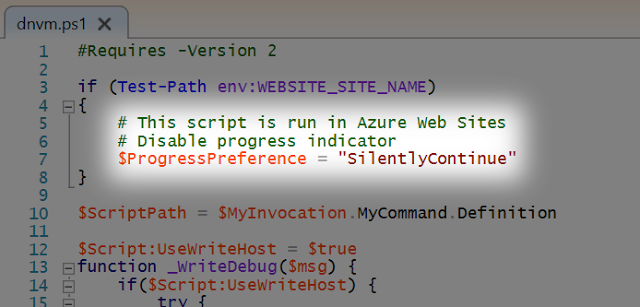 dnvm.ps1 ×
1 #Requires -Version 2
2
3 if (Test-Path env:WEBSITE_SITE_NAME)
4 {
5 # This script is run in Azure Web Sites
6 # Disable progress indicator
7 $ProgressPreference = "SilentlyContinue"
8 }
9
10 $ScriptPath = $MyInvocation.MyCommand.Definition
11
12 $Script:UseWriteHost = $true
13 function _WriteDebug($msg) {
14 if($Script:UseWriteHost) {
15 try {